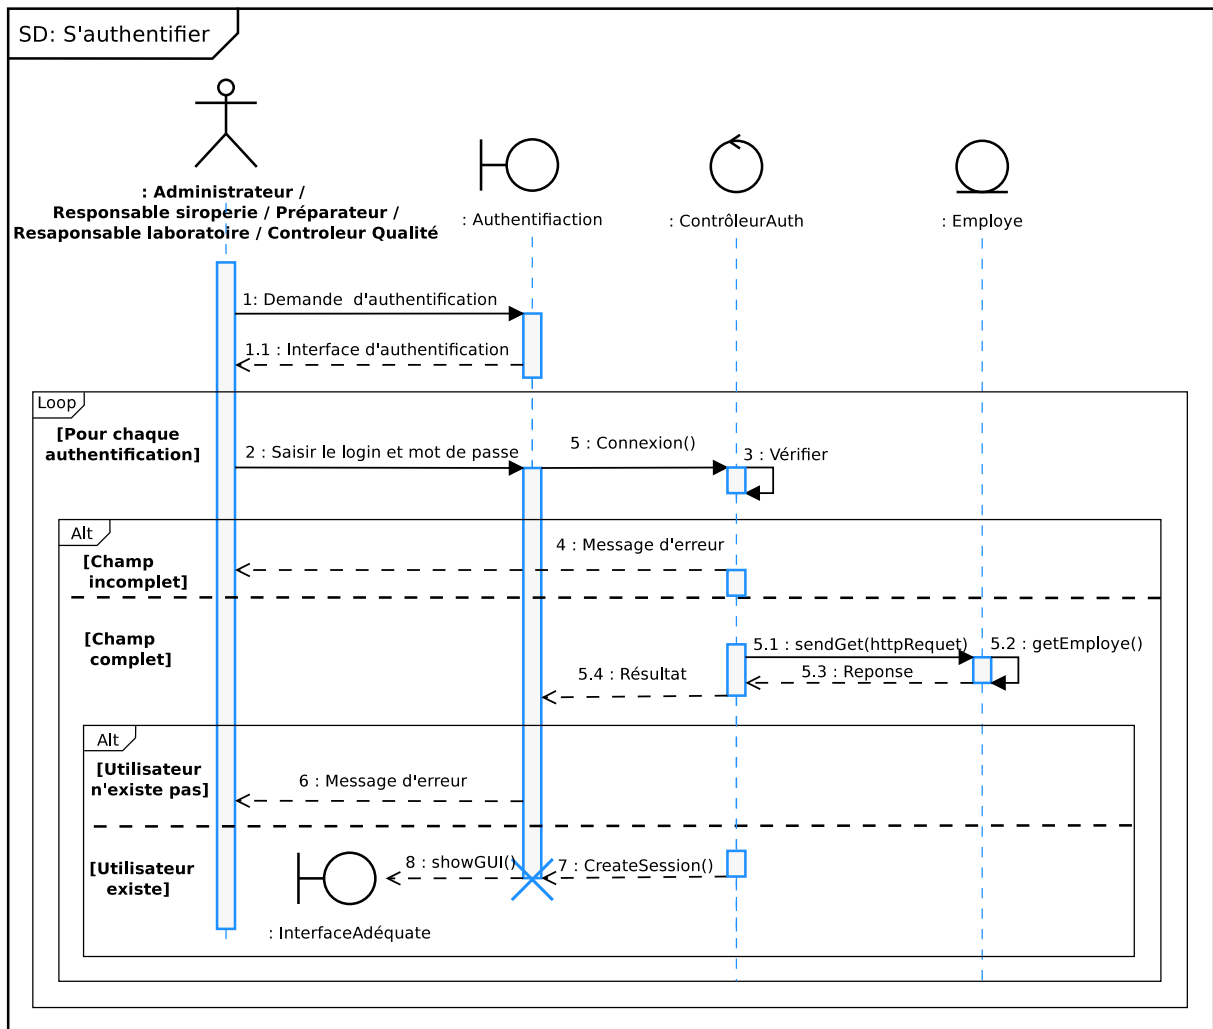 SD: S'authentifier
: Administrateur /
Responsable siroperie / Préparateur /
Resaponsable laboratoire / Controleur Qualité
: Authentifiaction
: ContrôleurAuth
: Employe
1: Demande  d'authentification
1.1 : Interface d'authentification
Loop
[Pour chaque
authentification]
2 : Saisir le login et mot de passe
5 : Connexion()
3 : Vérifier
Alt
[Champ
incomplet]
4 : Message d'erreur
[Champ
complet]
5.1 : sendGet(httpRequet)
5.2 : getEmploye()
5.3 : Reponse
5.4 : Résultat
Alt
[Utilisateur
n'existe pas]
6 : Message d'erreur
[Utilisateur
existe]
8 : showGUI()
7 : CreateSession()
: InterfaceAdéquate